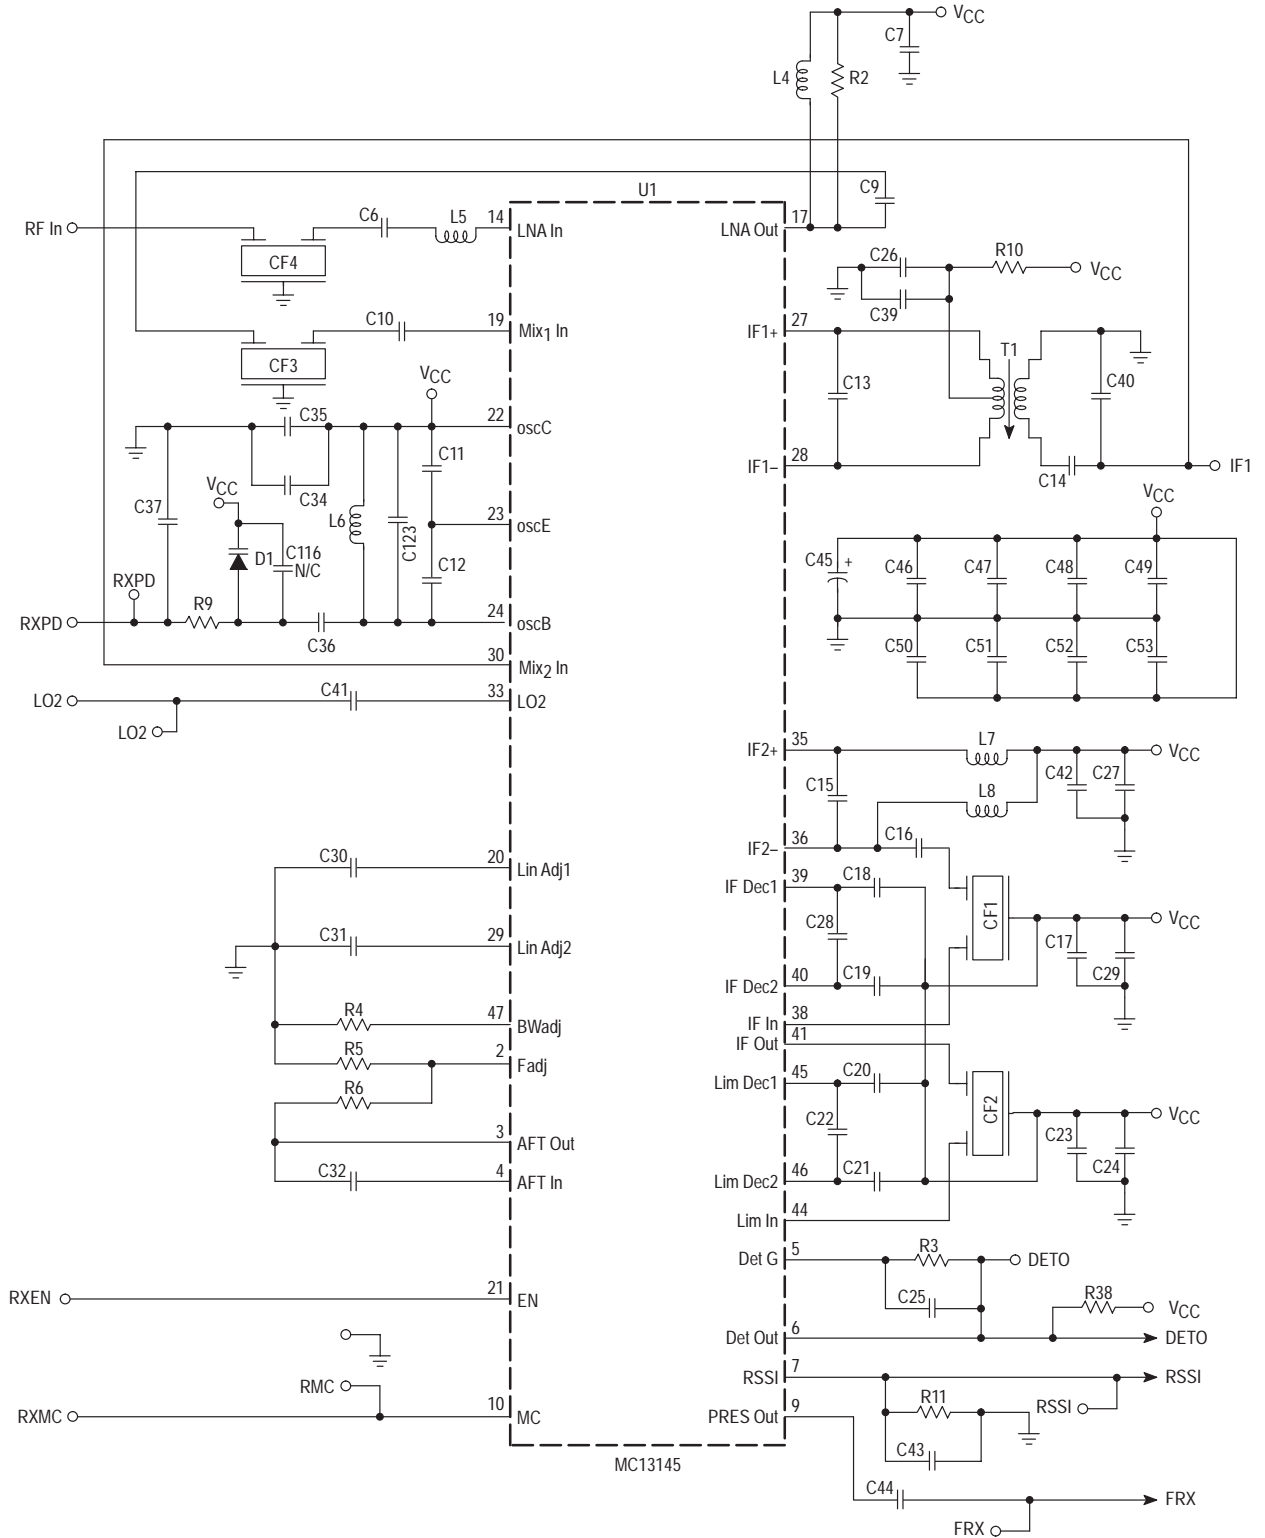 VCC
C7
L4
R2
U1
C9
RF In
C6
L5
14
LNA In
LNA Out
17
CF4
C26
R10
VCC
C39
C10
19
Mix1 In
IF1+
27
CF3
T1
C13
C40
VCC
C35
22
oscC
C11
IF1–
28
C14
IF1
C34
VCC
C37
L6
C123
23
oscE
VCC
D1
C116
N/C
C12
C45
+
C46
C47
C48
C49
RXPD
R9
24
oscB
RXPD
C36
C50
C51
C52
C53
30
Mix2 In
C41
33
LO2
LO2
LO2
IF2+
35
L7
VCC
C42
C27
C15
L8
C16
IF2–
36
C30
20
Lin Adj1
IF Dec1
39
C18
CF1
VCC
C28
C17
C31
29
Lin Adj2
C19
C29
IF Dec2
40
R4
47
BWadj
IF In
38
IF Out
41
R5
2
Fadj
Lim Dec1
45
C20
R6
CF2
VCC
C22
C23
3
AFT Out
C21
C24
C32
4
AFT In
Lim Dec2
46
Lim In
44
Det G
5
R3
DETO
RXEN
21
EN
C25
R38
VCC
Det Out
6
DETO
RSSI
7
RSSI
RMC
RXMC
10
MC
PRES Out
9
R11
RSSI
C43
MC13145
C44
FRX
FRX